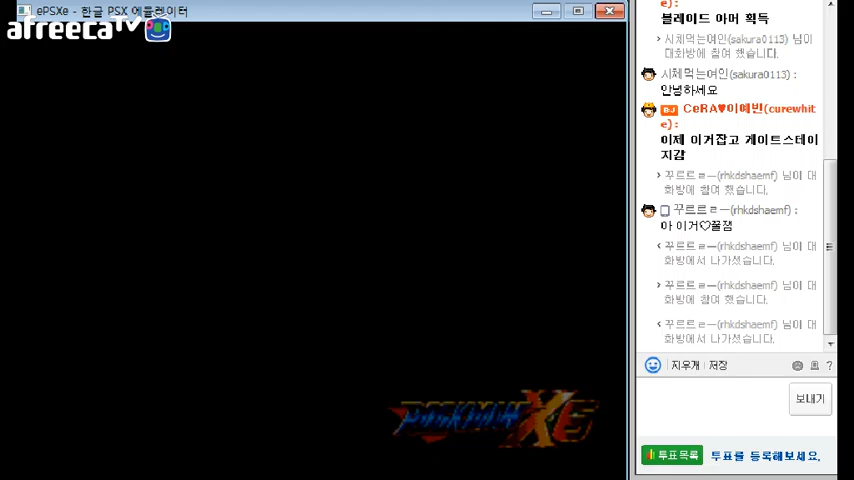 ePSXe - 한글 PSX 에뮬레이터
afreecaTV
e):
블레이드 아머 획득
> 시체먹는여인(sakura0113) 님이
대화방에 참여 했습니다.
시체먹는여인(sakura0113) :
안녕하세요
BJ CeRA♥이예빈(curewhit
e):
이제 이거잡고 게이트스테이
지감
> 꾸르르ㄹㅡ(rhkdshaemf) 님이 대
화방에 참여 했습니다.
꾸르르ㄹㅡ(rhkdshaemf) :
아 이거♡꿀잼
< 꾸르르ㄹㅡ(rhkdshaemf) 님이 대
화방에서 나가셨습니다.
> 꾸르르ㄹㅡ(rhkdshaemf) 님이 대
화방에 참여 했습니다.
< 꾸르르ㄹㅡ(rhkdshaemf) 님이 대
화방에서 나가셨습니다.
지우개 저장 ?
보내기
투표목록 투표를 등록해보세요.